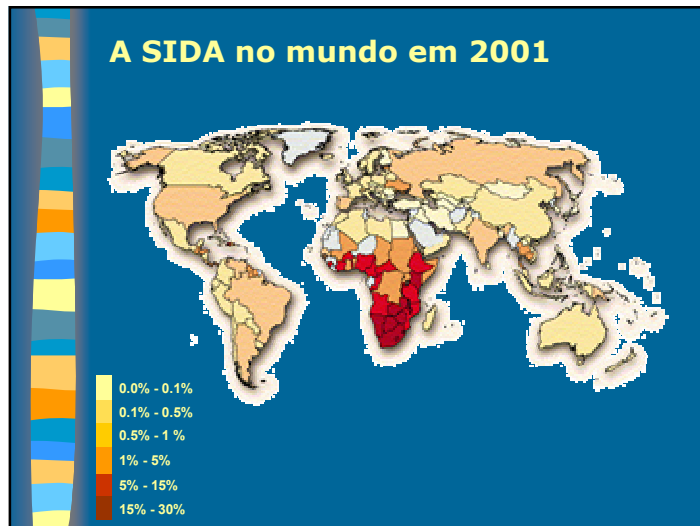 A SIDA no mundo em 2001
0.0% - 0.1%
0.1% - 0.5%
0.5% - 1 %
1% - 5%
5% - 15%
15% - 30%